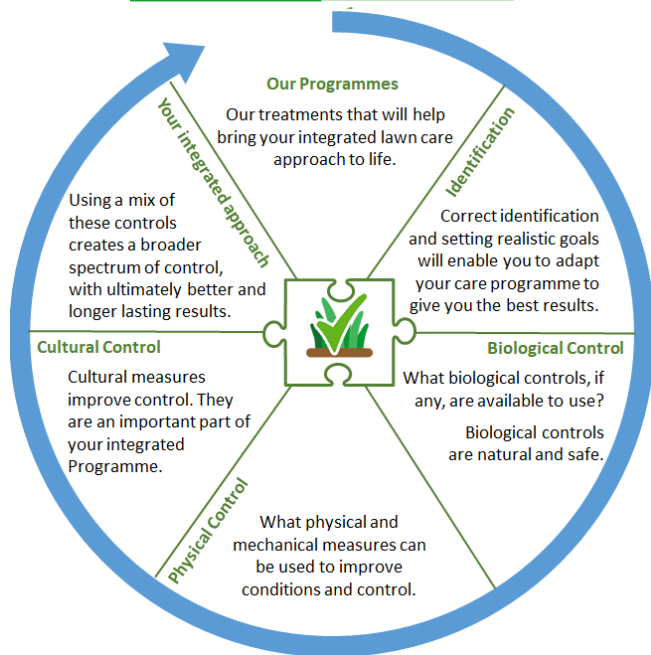 Our Programmes
Our treatments that will help
bring your integrated lawn care
approach to life.
Identification
Correct identification
and setting realistic goals
will enable you to adapt
your care programme to
give you the best results.
Biological Control
What biological controls, if
any, are available to use?
Biological controls
are natural and safe.
Physical Control
What physical and
mechanical measures can
be used to improve
conditions and control.
Cultural Control
Cultural measures
improve control. They
are an important part of
your integrated
Programme.
Your integrated approach
Using a mix of
these controls
creates a broader
spectrum of control,
with ultimately better and
longer lasting results.